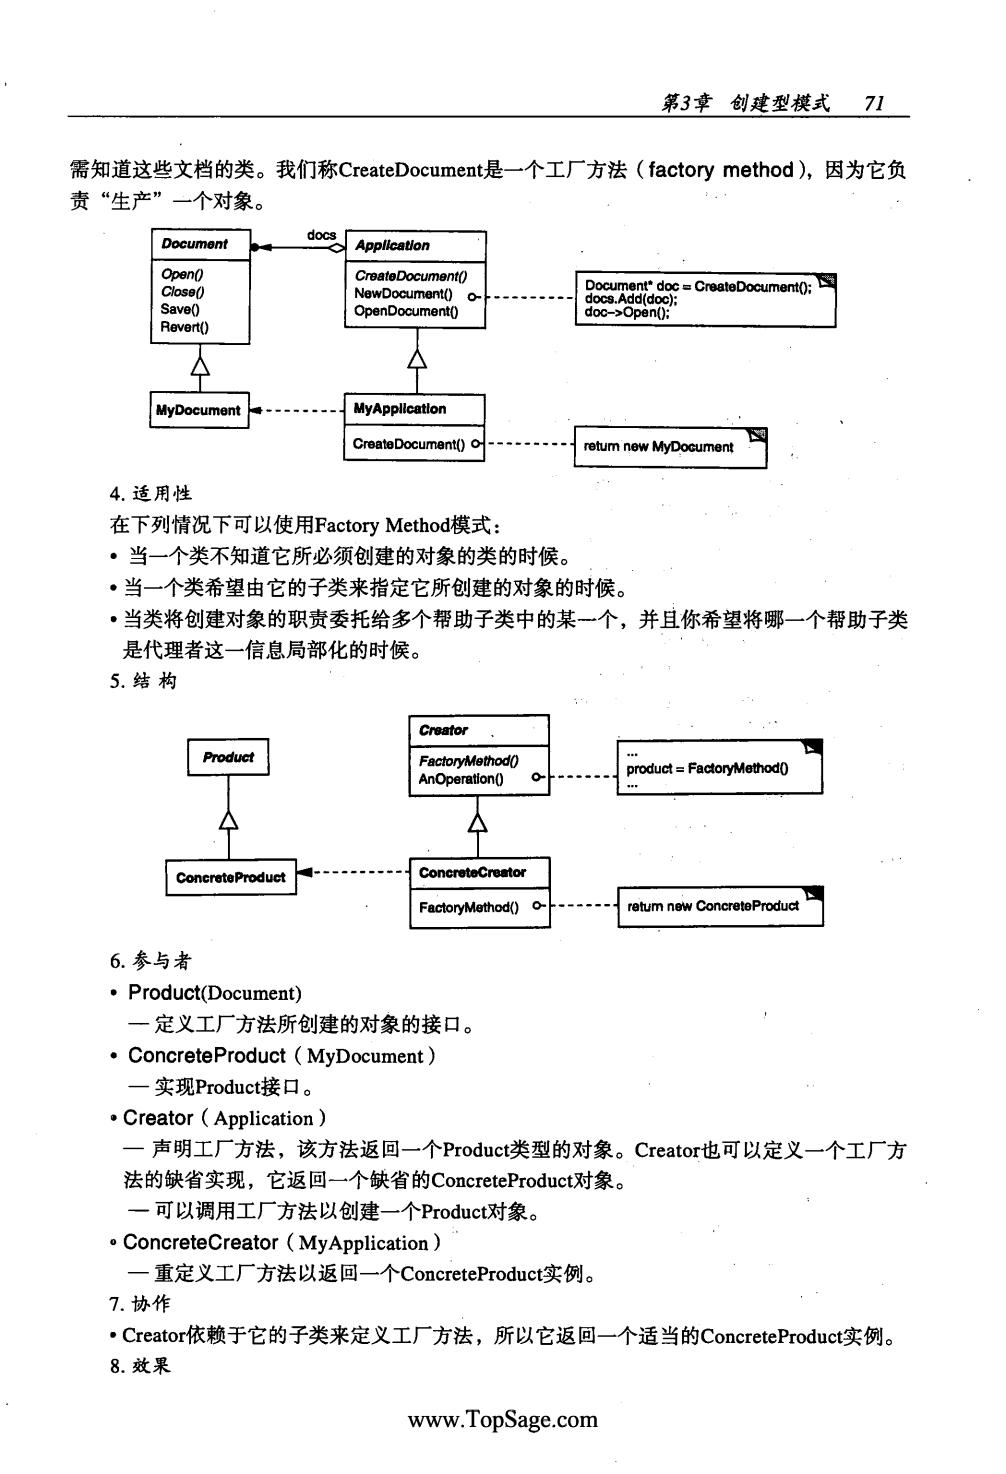 第3章 创建型模式 71
需知道这些文档的类。我们称CreateDocument是一个工厂方法（factory method），因为它负
责“生产”一个对象。
docs
Document
Open()
Close()
Save()
Revert()
Application
CreateDocument()
NewDocument()
OpenDocument()
Document* doc = CreateDocument();
docs.Add(doc);
doc->Open();
MyDocument
MyApplication
CreateDocument()
return new MyDocument
4. 适用性
在下列情况下可以使用Factory Method模式：
• 当一个类不知道它所必须创建的对象的类的时候。
• 当一个类希望由它的子类来指定它所创建的对象的时候。
• 当类将创建对象的职责委托给多个帮助子类中的某一个，并且你希望将哪一个帮助子类
是代理者这一信息局部化的时候。
5. 结构
Product
Creator
FactoryMethod()
AnOperation()
...
product = FactoryMethod()
...
ConcreteProduct
ConcreteCreator
FactoryMethod()
return new ConcreteProduct
6. 参与者
• Product(Document)
— 定义工厂方法所创建的对象的接口。
• ConcreteProduct（MyDocument）
— 实现Product接口。
• Creator（Application）
— 声明工厂方法，该方法返回一个Product类型的对象。Creator也可以定义一个工厂方
法的缺省实现，它返回一个缺省的ConcreteProduct对象。
— 可以调用工厂方法以创建一个Product对象。
• ConcreteCreator（MyApplication）
— 重定义工厂方法以返回一个ConcreteProduct实例。
7. 协作
• Creator依赖于它的子类来定义工厂方法，所以它返回一个适当的ConcreteProduct实例。
8. 效果
www.TopSage.com